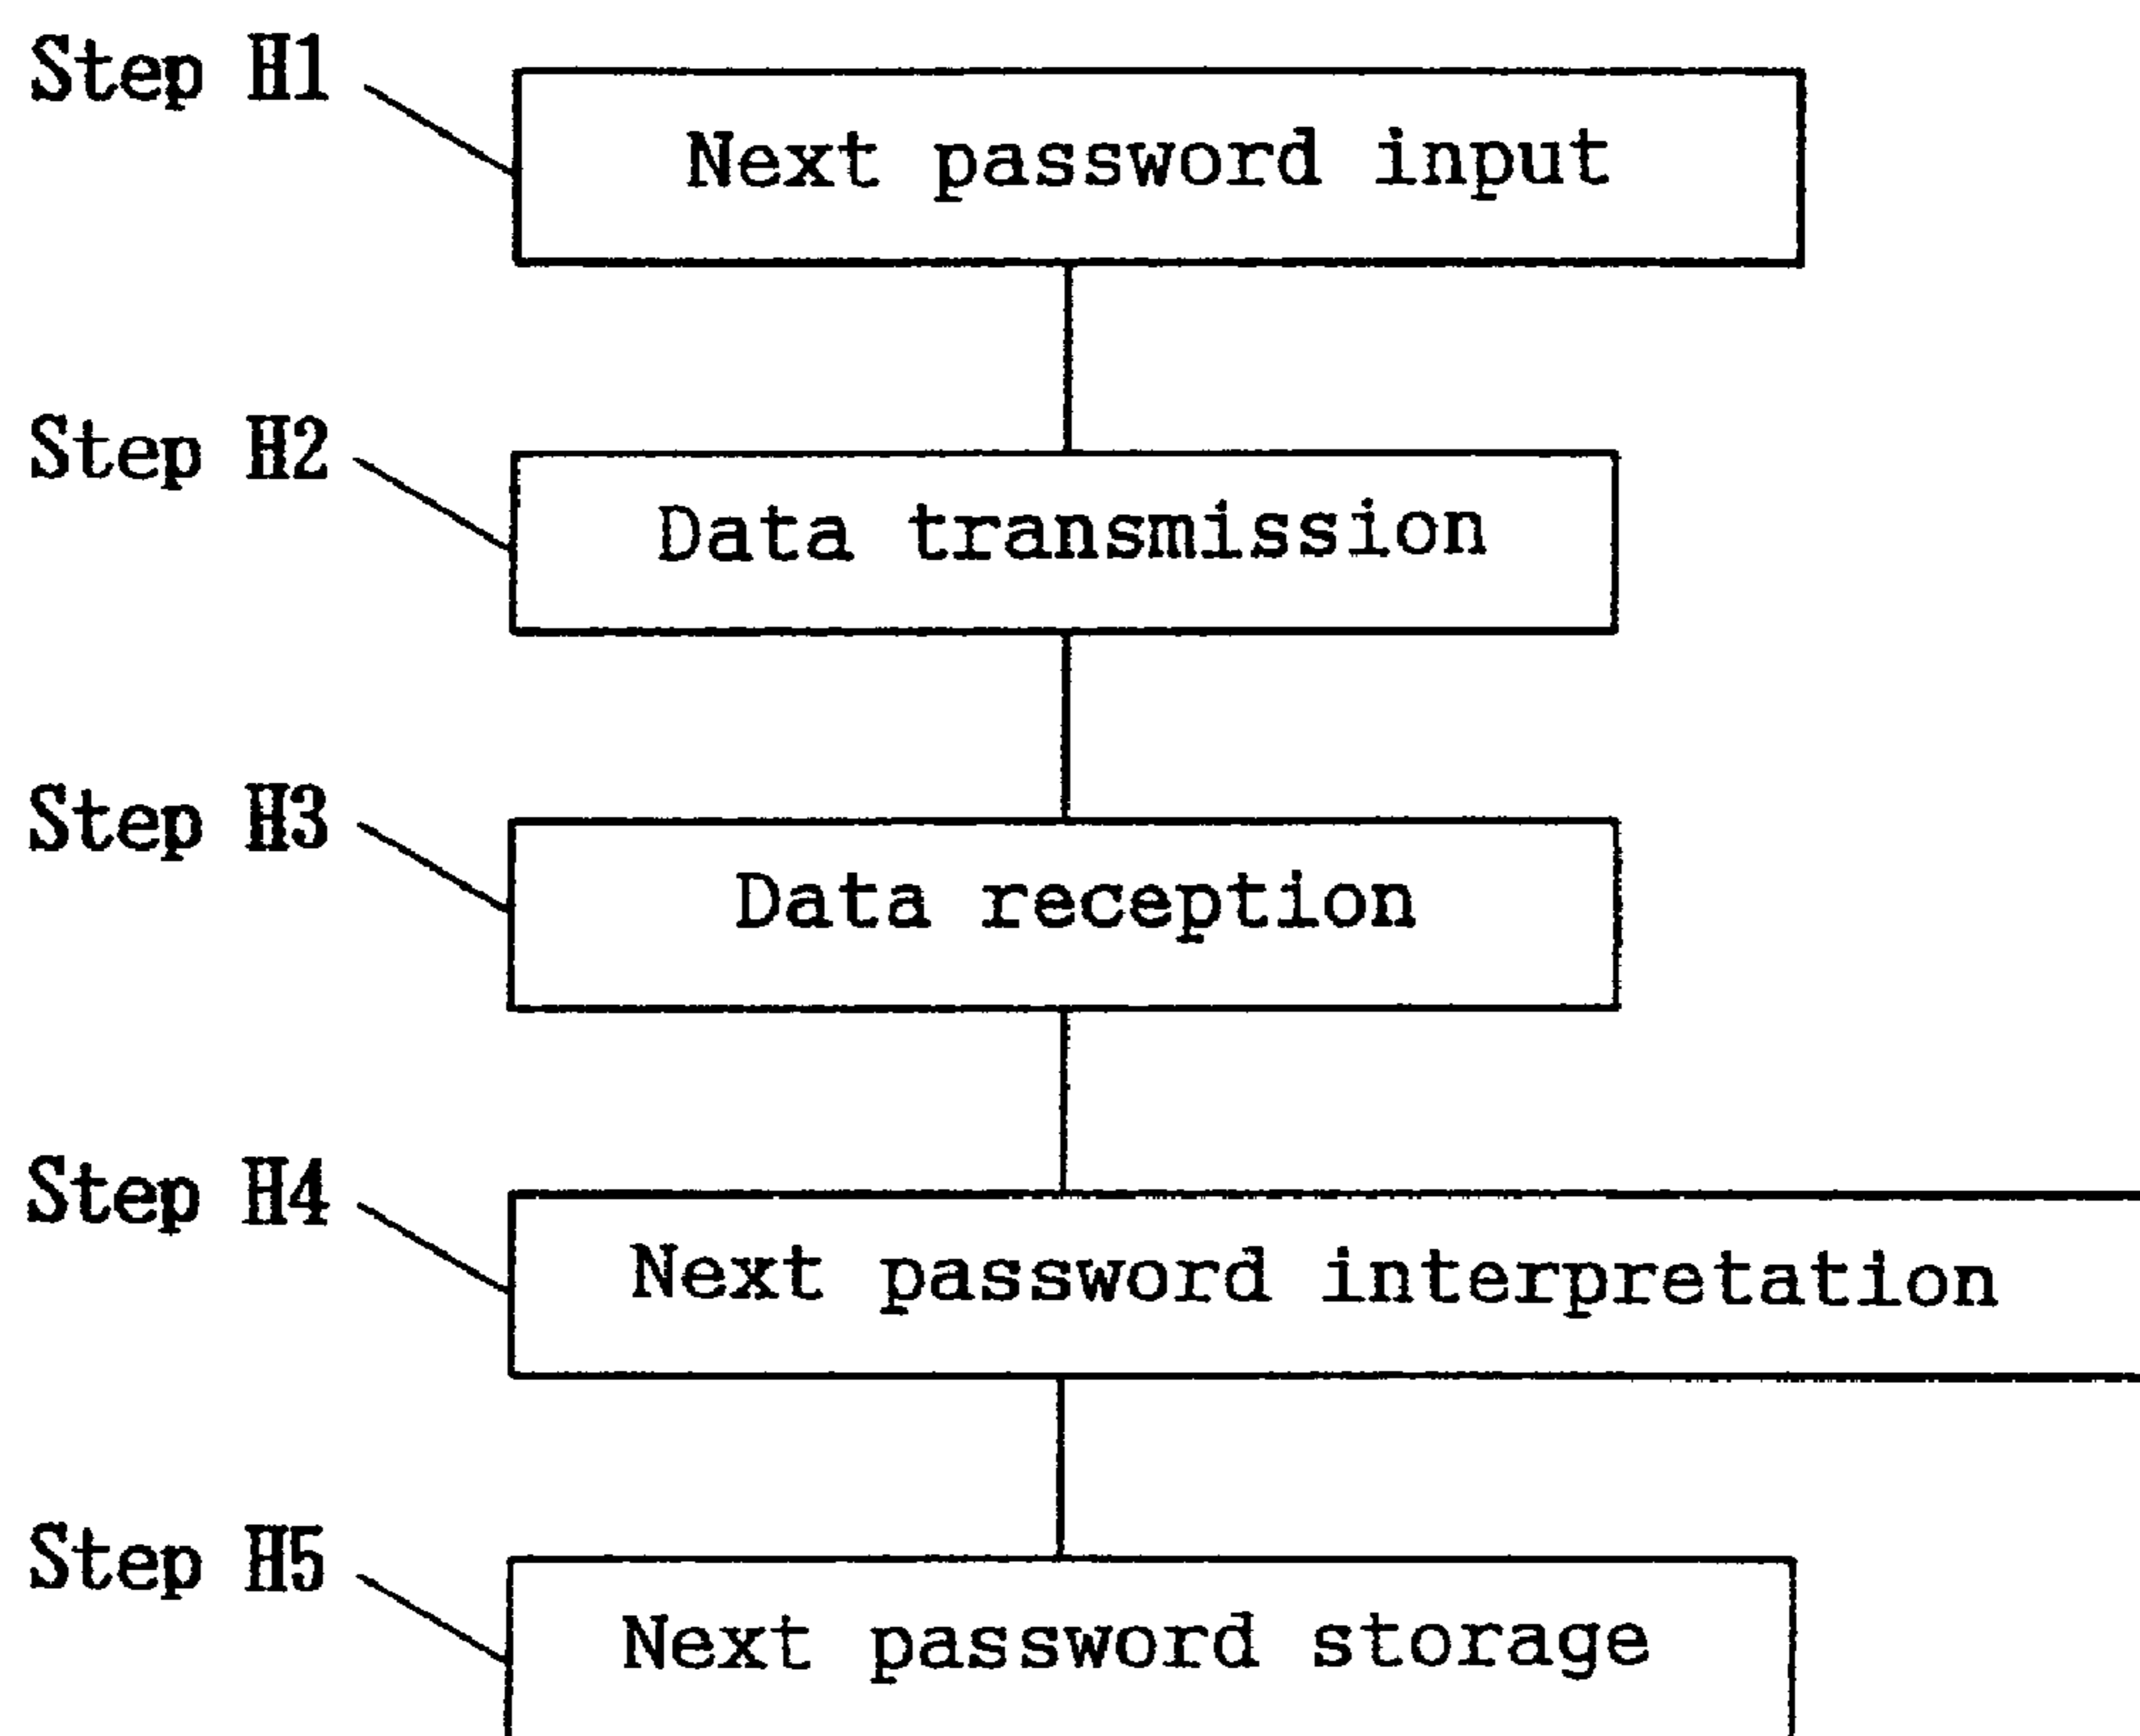 Step H1
Next password input
Step H2
Data transmission
Step H3
Data reception
Step H4
Next password interpretation
Step H5
Next password storage